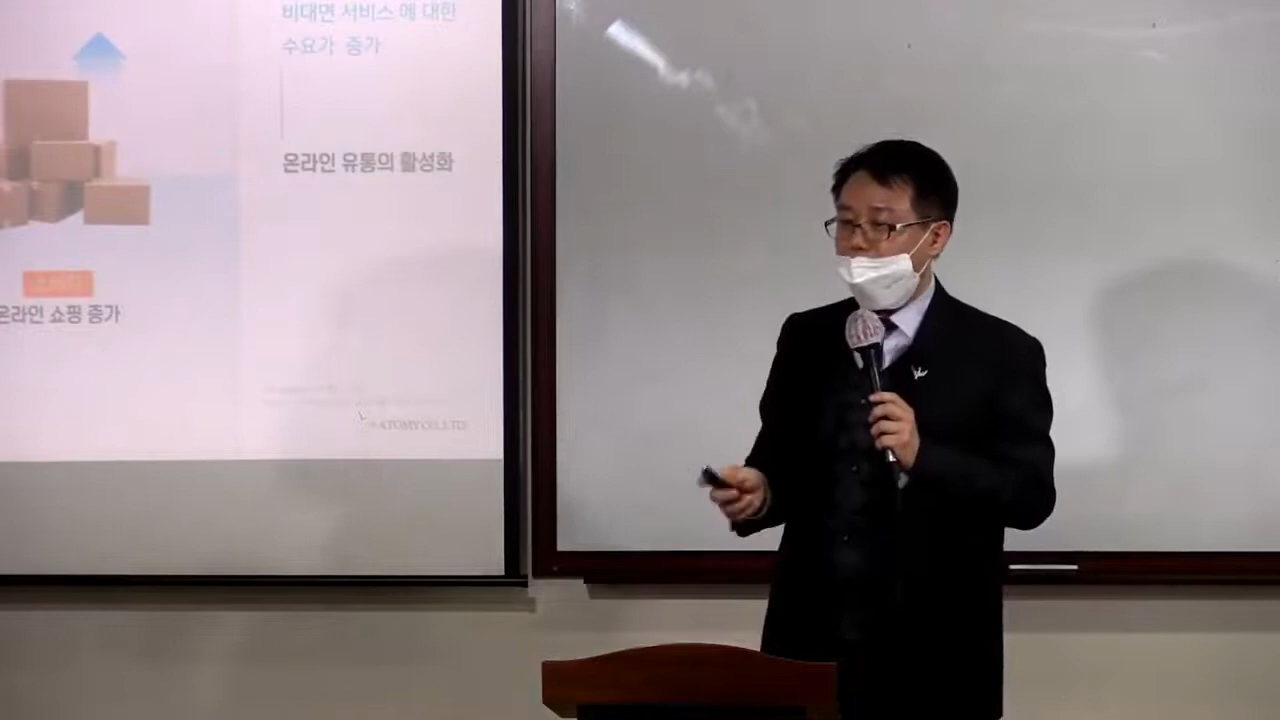 비대면 서비스 에 대한
수요가 증가
온라인 유통의 활성화
온라인 쇼핑 증가
ATOMY CO., LTD